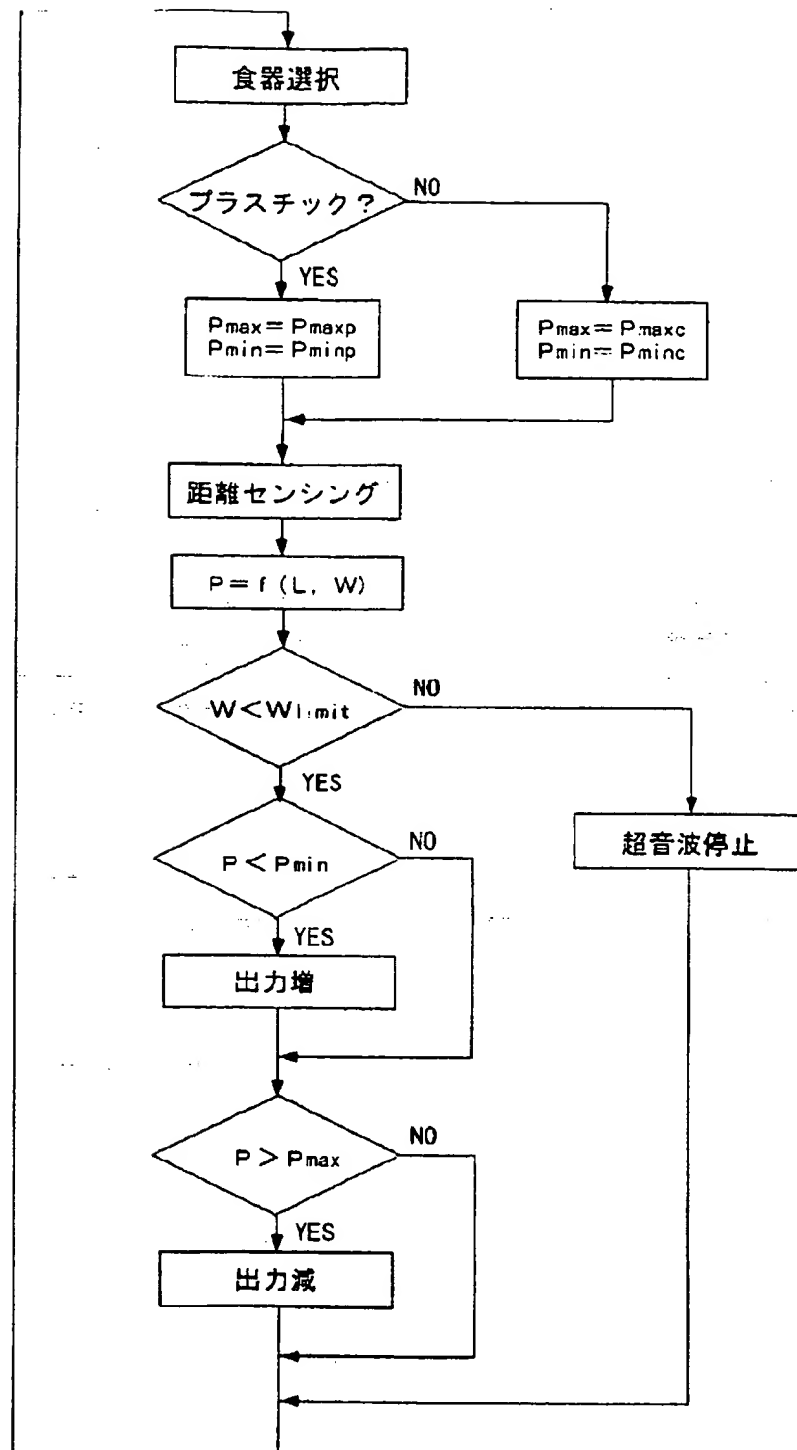 食器選択
プラスチック？
NO
YES
Pmax＝Pmaxp
Pmin＝Pminp
Pmax＝Pmaxc
Pmin＝Pminc
距離センシング
P＝f（L，W）
W＜Wlimit
NO
YES
超音波停止
P＜Pmin
NO
YES
出力増
P＞Pmax
NO
YES
出力減